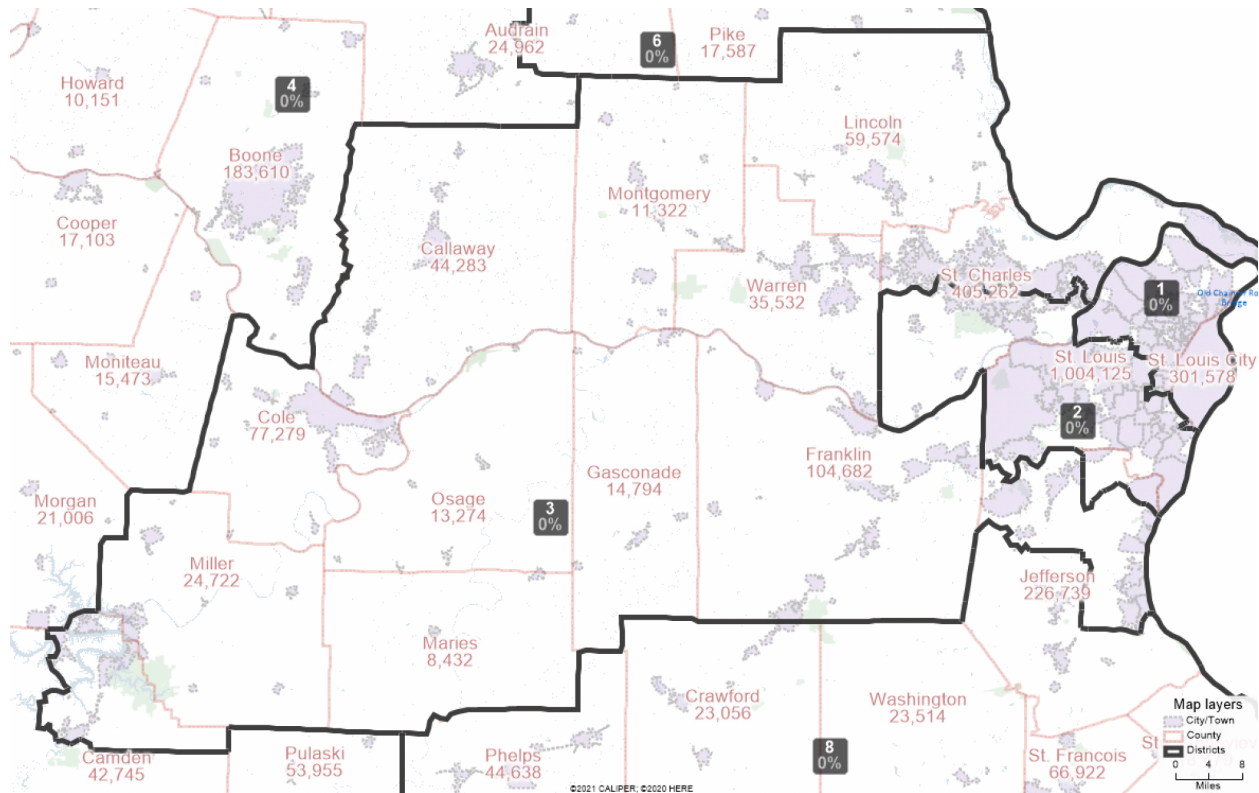 Audrain
24,962
6
0%
Pike
17,587
Howard
10,151
4
0%
Lincoln
59,574
Boone
183,610
Montgomery
11,322
Cooper
17,103
Callaway
44,283
Warren
35,532
St. Charles
405,262
1
0%
Moniteau
15,473
St. Louis
1,004,125
St. Louis City
301,578
Cole
77,279
2
0%
Franklin
104,682
Gasconade
14,794
Morgan
21,006
Osage
13,274
3
0%
Miller
24,722
Jefferson
226,739
Maries
8,432
Crawford
23,056
Washington
23,514
Map layers
City/Town
County
Districts
0 4 8
Miles
Camden
42,745
Pulaski
53,955
Phelps
44,638
8
0%
St. Francois
66,922
©2021 CALIPER; ©2020 HERE